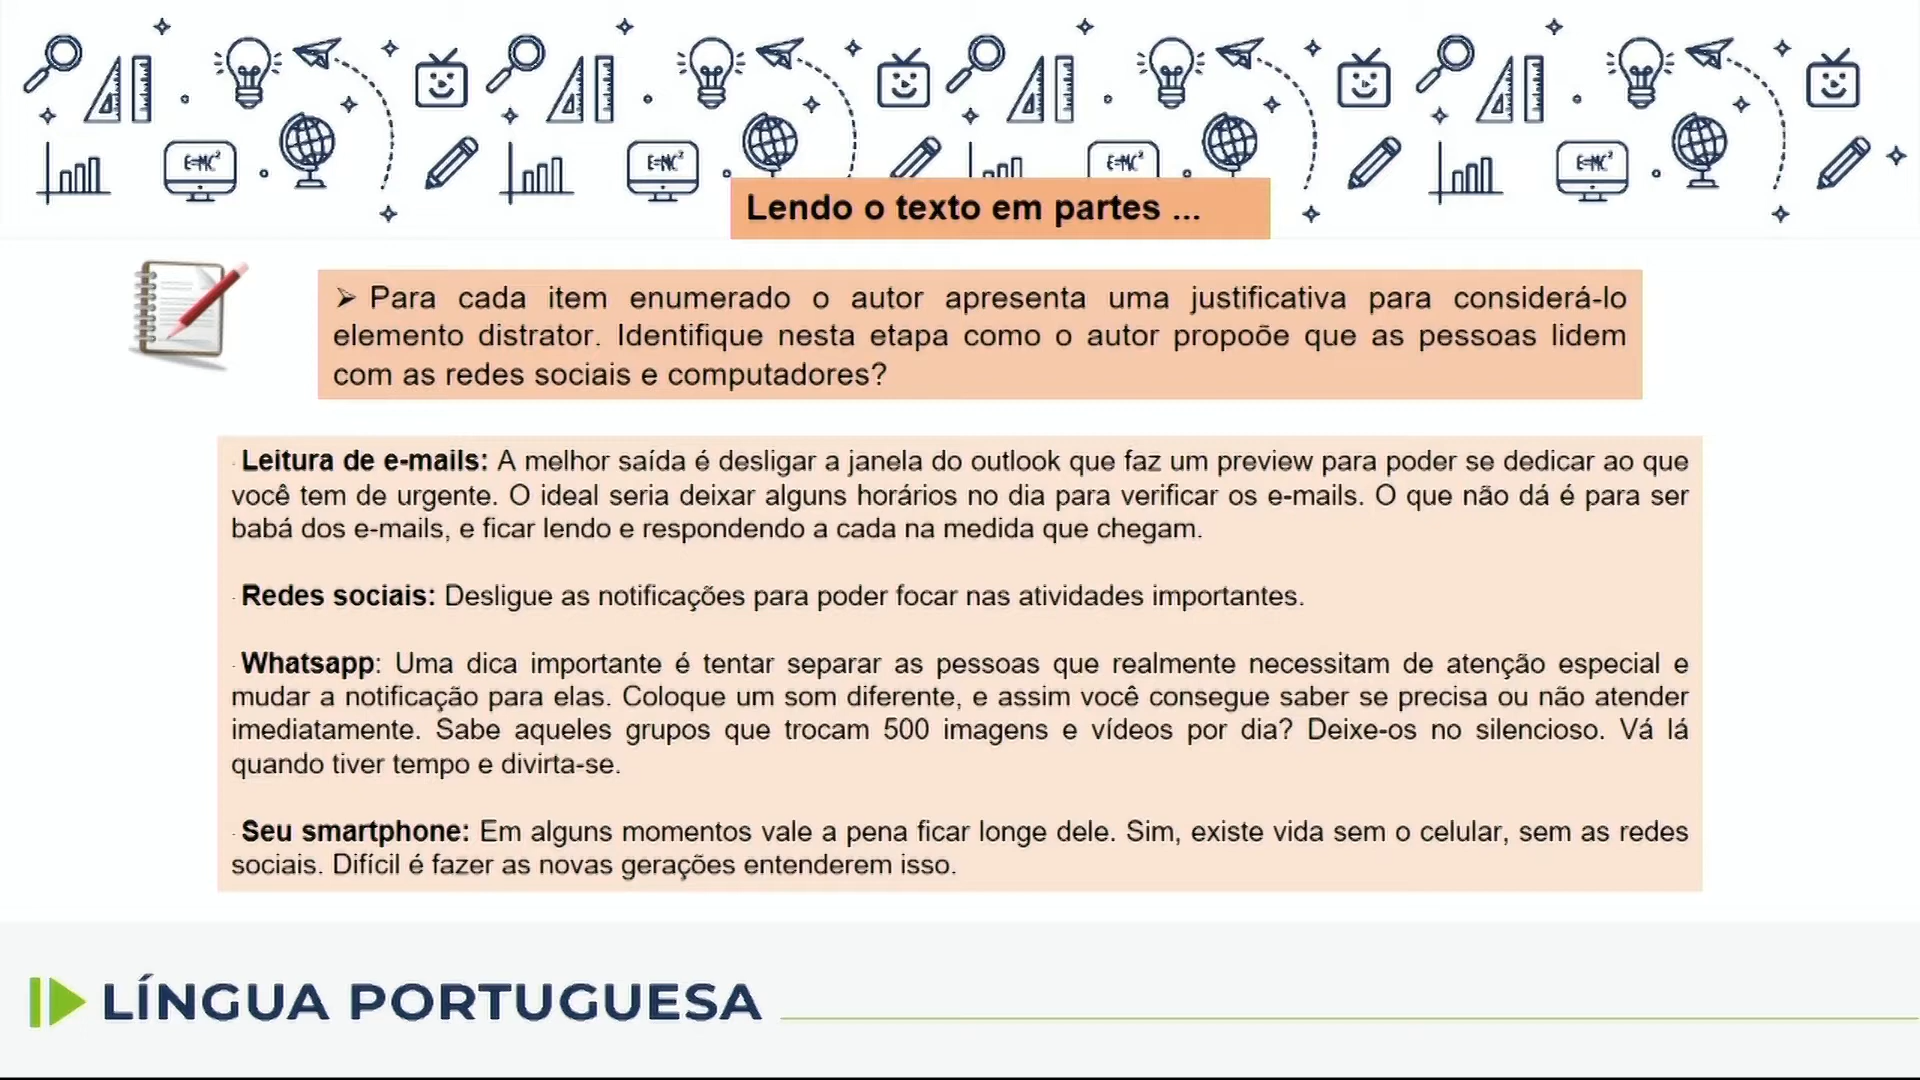 E=MC²
E=MC²
E=MC²
E=MC²
Lendo o texto em partes ...
➢ Para cada item enumerado o autor apresenta uma justificativa para considerá-lo
elemento distrator. Identifique nesta etapa como o autor propoõe que as pessoas lidem
com as redes sociais e computadores?
· Leitura de e-mails: A melhor saída é desligar a janela do outlook que faz um preview para poder se dedicar ao que
você tem de urgente. O ideal seria deixar alguns horários no dia para verificar os e-mails. O que não dá é para ser
babá dos e-mails, e ficar lendo e respondendo a cada na medida que chegam.
· Redes sociais: Desligue as notificações para poder focar nas atividades importantes.
· Whatsapp: Uma dica importante é tentar separar as pessoas que realmente necessitam de atenção especial e
mudar a notificação para elas. Coloque um som diferente, e assim você consegue saber se precisa ou não atender
imediatamente. Sabe aqueles grupos que trocam 500 imagens e vídeos por dia? Deixe-os no silencioso. Vá lá
quando tiver tempo e divirta-se.
· Seu smartphone: Em alguns momentos vale a pena ficar longe dele. Sim, existe vida sem o celular, sem as redes
sociais. Difícil é fazer as novas gerações entenderem isso.
LÍNGUA PORTUGUESA